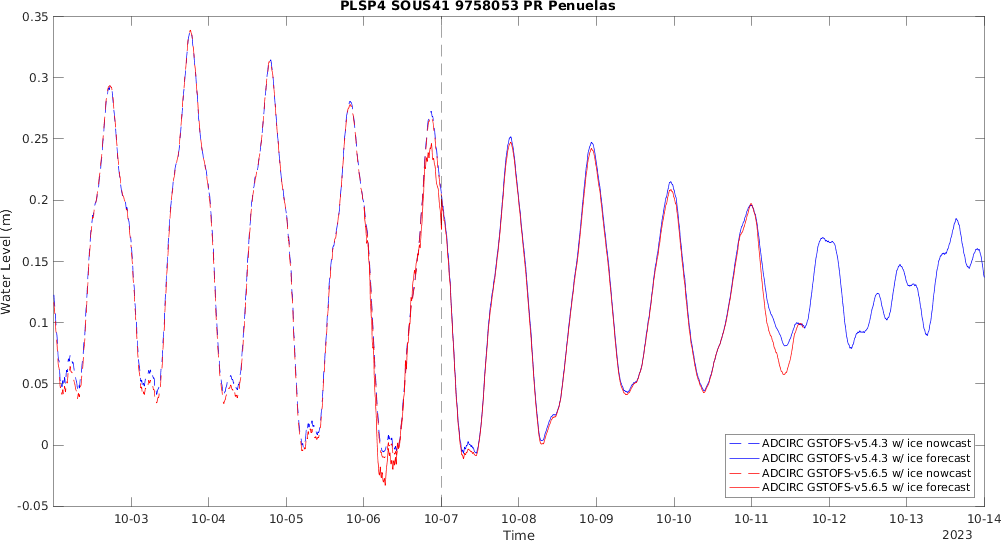 PLSP4 SOUS41 9758053 PR Penuelas
0.35
0.3
0.25
0.2
0.15
0.1
0.05
0
-0.05
Water Level (m)
ADCIRC GSTOFS-v5.4.3 w/ ice nowcast
ADCIRC GSTOFS-v5.4.3 w/ ice forecast
ADCIRC GSTOFS-v5.6.5 w/ ice nowcast
ADCIRC GSTOFS-v5.6.5 w/ ice forecast
10-03 10-04 10-05 10-06 10-07 10-08 10-09 10-10 10-11 10-12 10-13 10-14
Time
2023